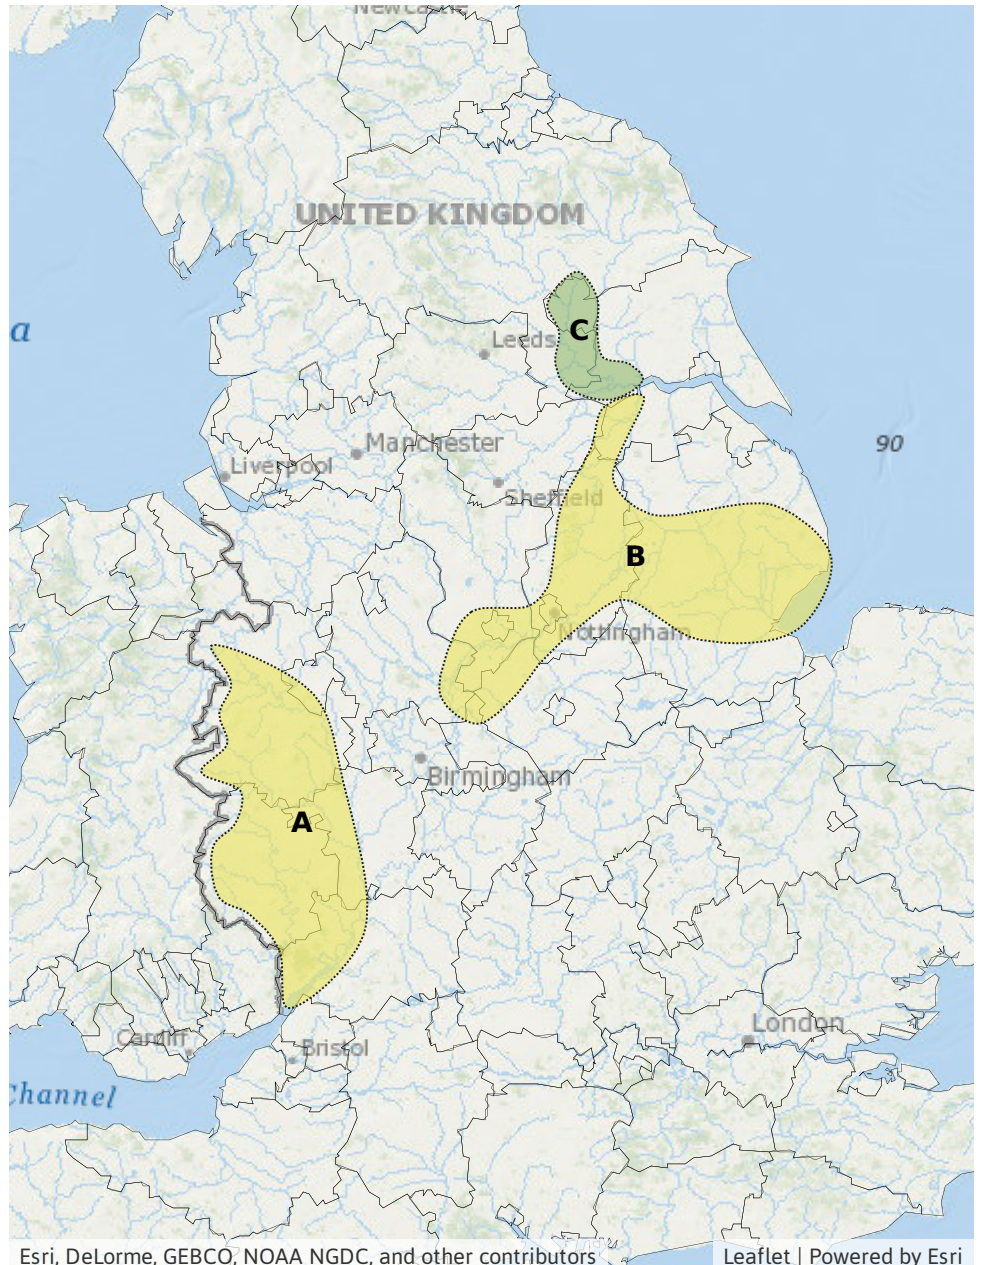 Newcastle
UNITED KINGDOM
C
a
Leeds
90
Manchester
Liverpool
Sheffield
B
Nottingham
Birmingham
A
London
Cardiff
Bristol
Channel
Esri, DeLorme, GEBCO, NOAA NGDC, and other contributors
Leaflet | Powered by Esri